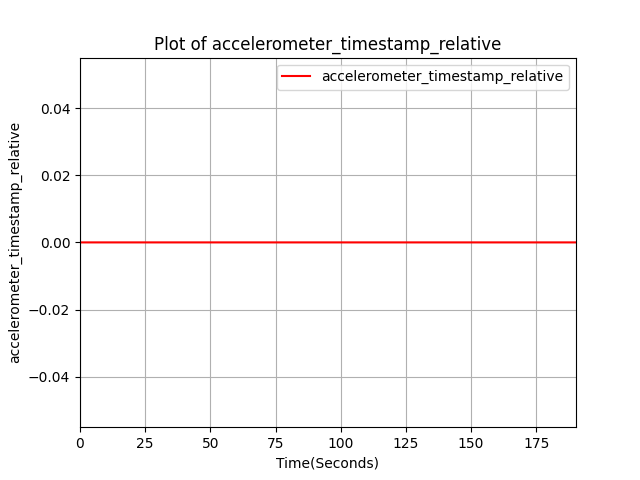 Plot of accelerometer_timestamp_relative
accelerometer_timestamp_relative
accelerometer_timestamp_relative
0.04
0.02
0.00
−0.02
−0.04
0 25 50 75 100 125 150 175
Time(Seconds)